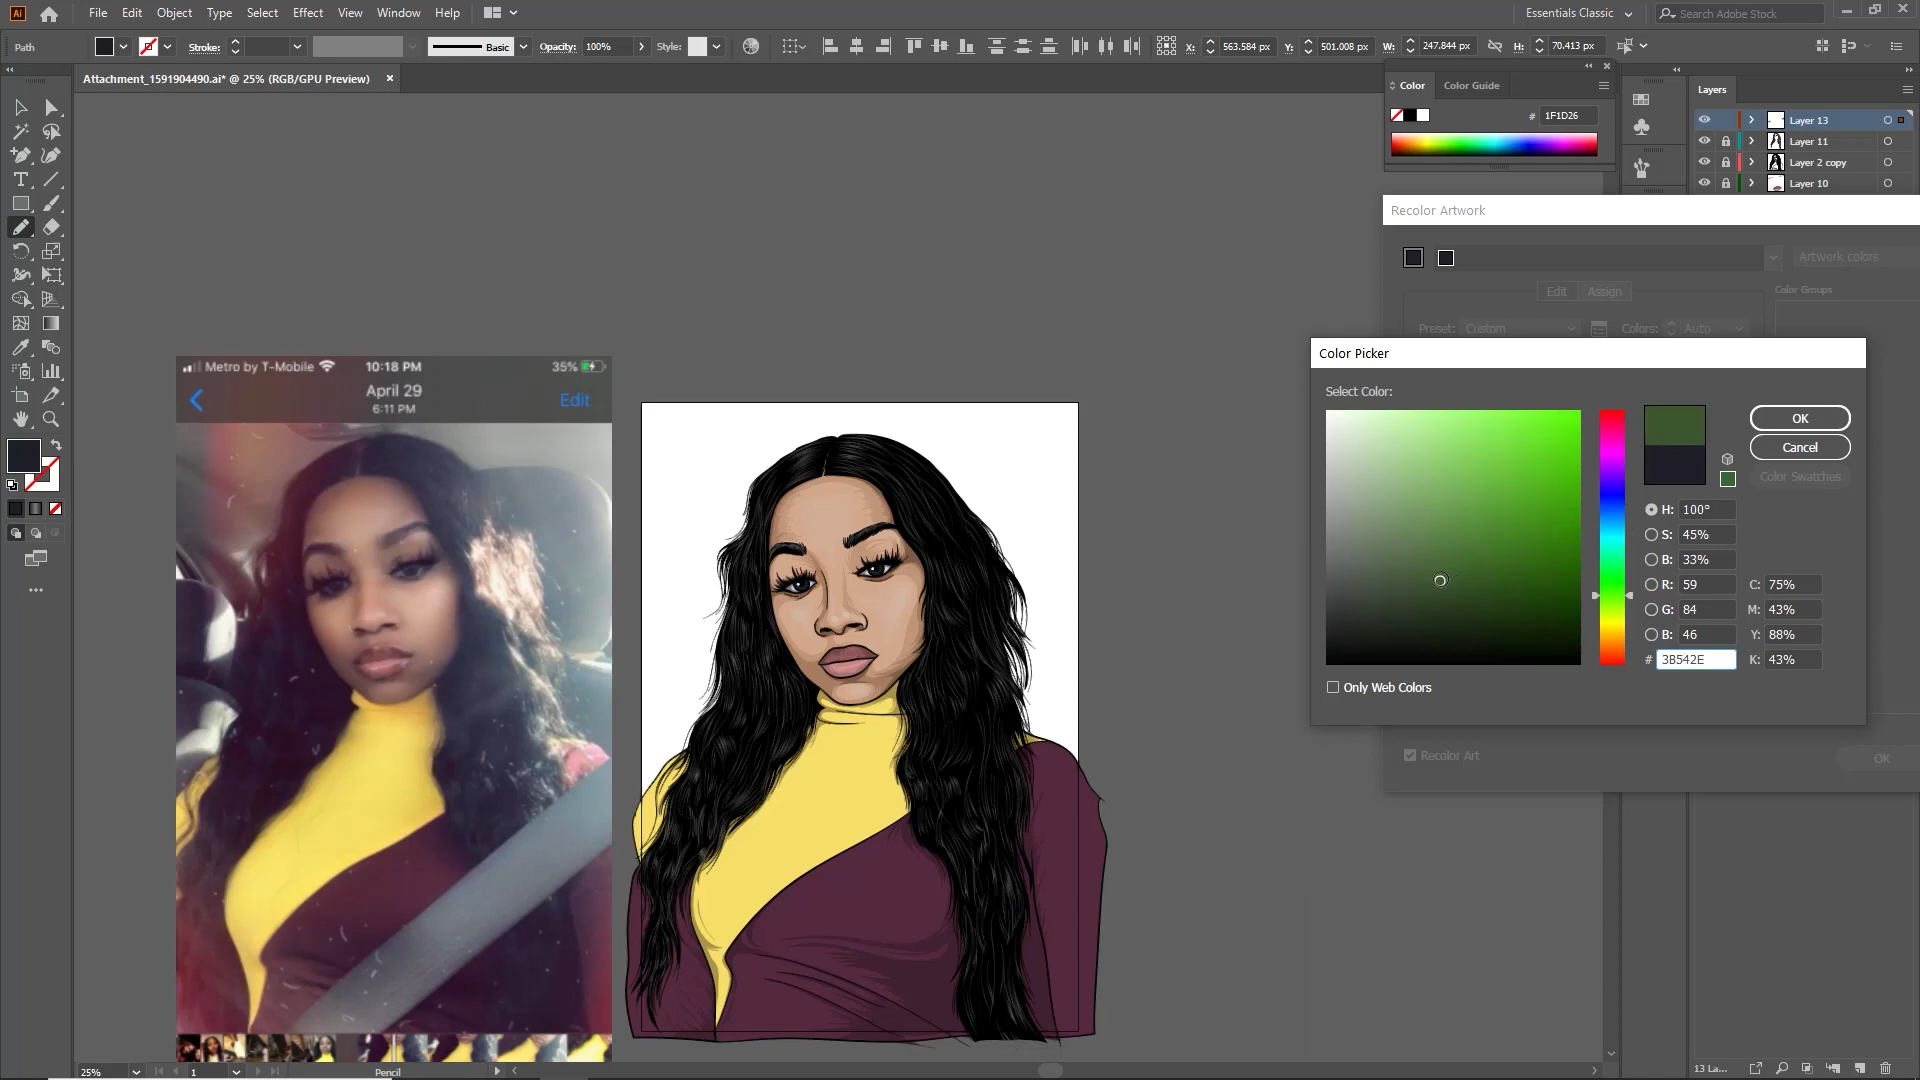 Ai File Edit Object Type Select Effect View Window Help Essentials Classic Search Adobe Stock
Path Stroke: Basic Opacity: 100% Style: X: 563.584 px Y: 501.008 px W: 247.844 px H: 70.413 px
Attachment_1591904490.ai* @ 25% (RGB/GPU Preview)
Color Color Guide
# 1F1D26
Layers
Layer 13
Layer 11
Layer 2 copy
Layer 10
Recolor Artwork
Artwork colors
Edit Assign
Color Groups
Preset: Custom Colors: Auto
Color Picker
Select Color:
OK
Cancel
Color Swatches
H: 100°
S: 45%
B: 33%
R: 59 C: 75%
G: 84 M: 43%
B: 46 Y: 88%
# 3B542E K: 43%
Only Web Colors
Recolor Art
OK
Metro by T-Mobile 10:18 PM 35%
April 29
6:11 PM
Edit
25% 1 Pencil
13 La...